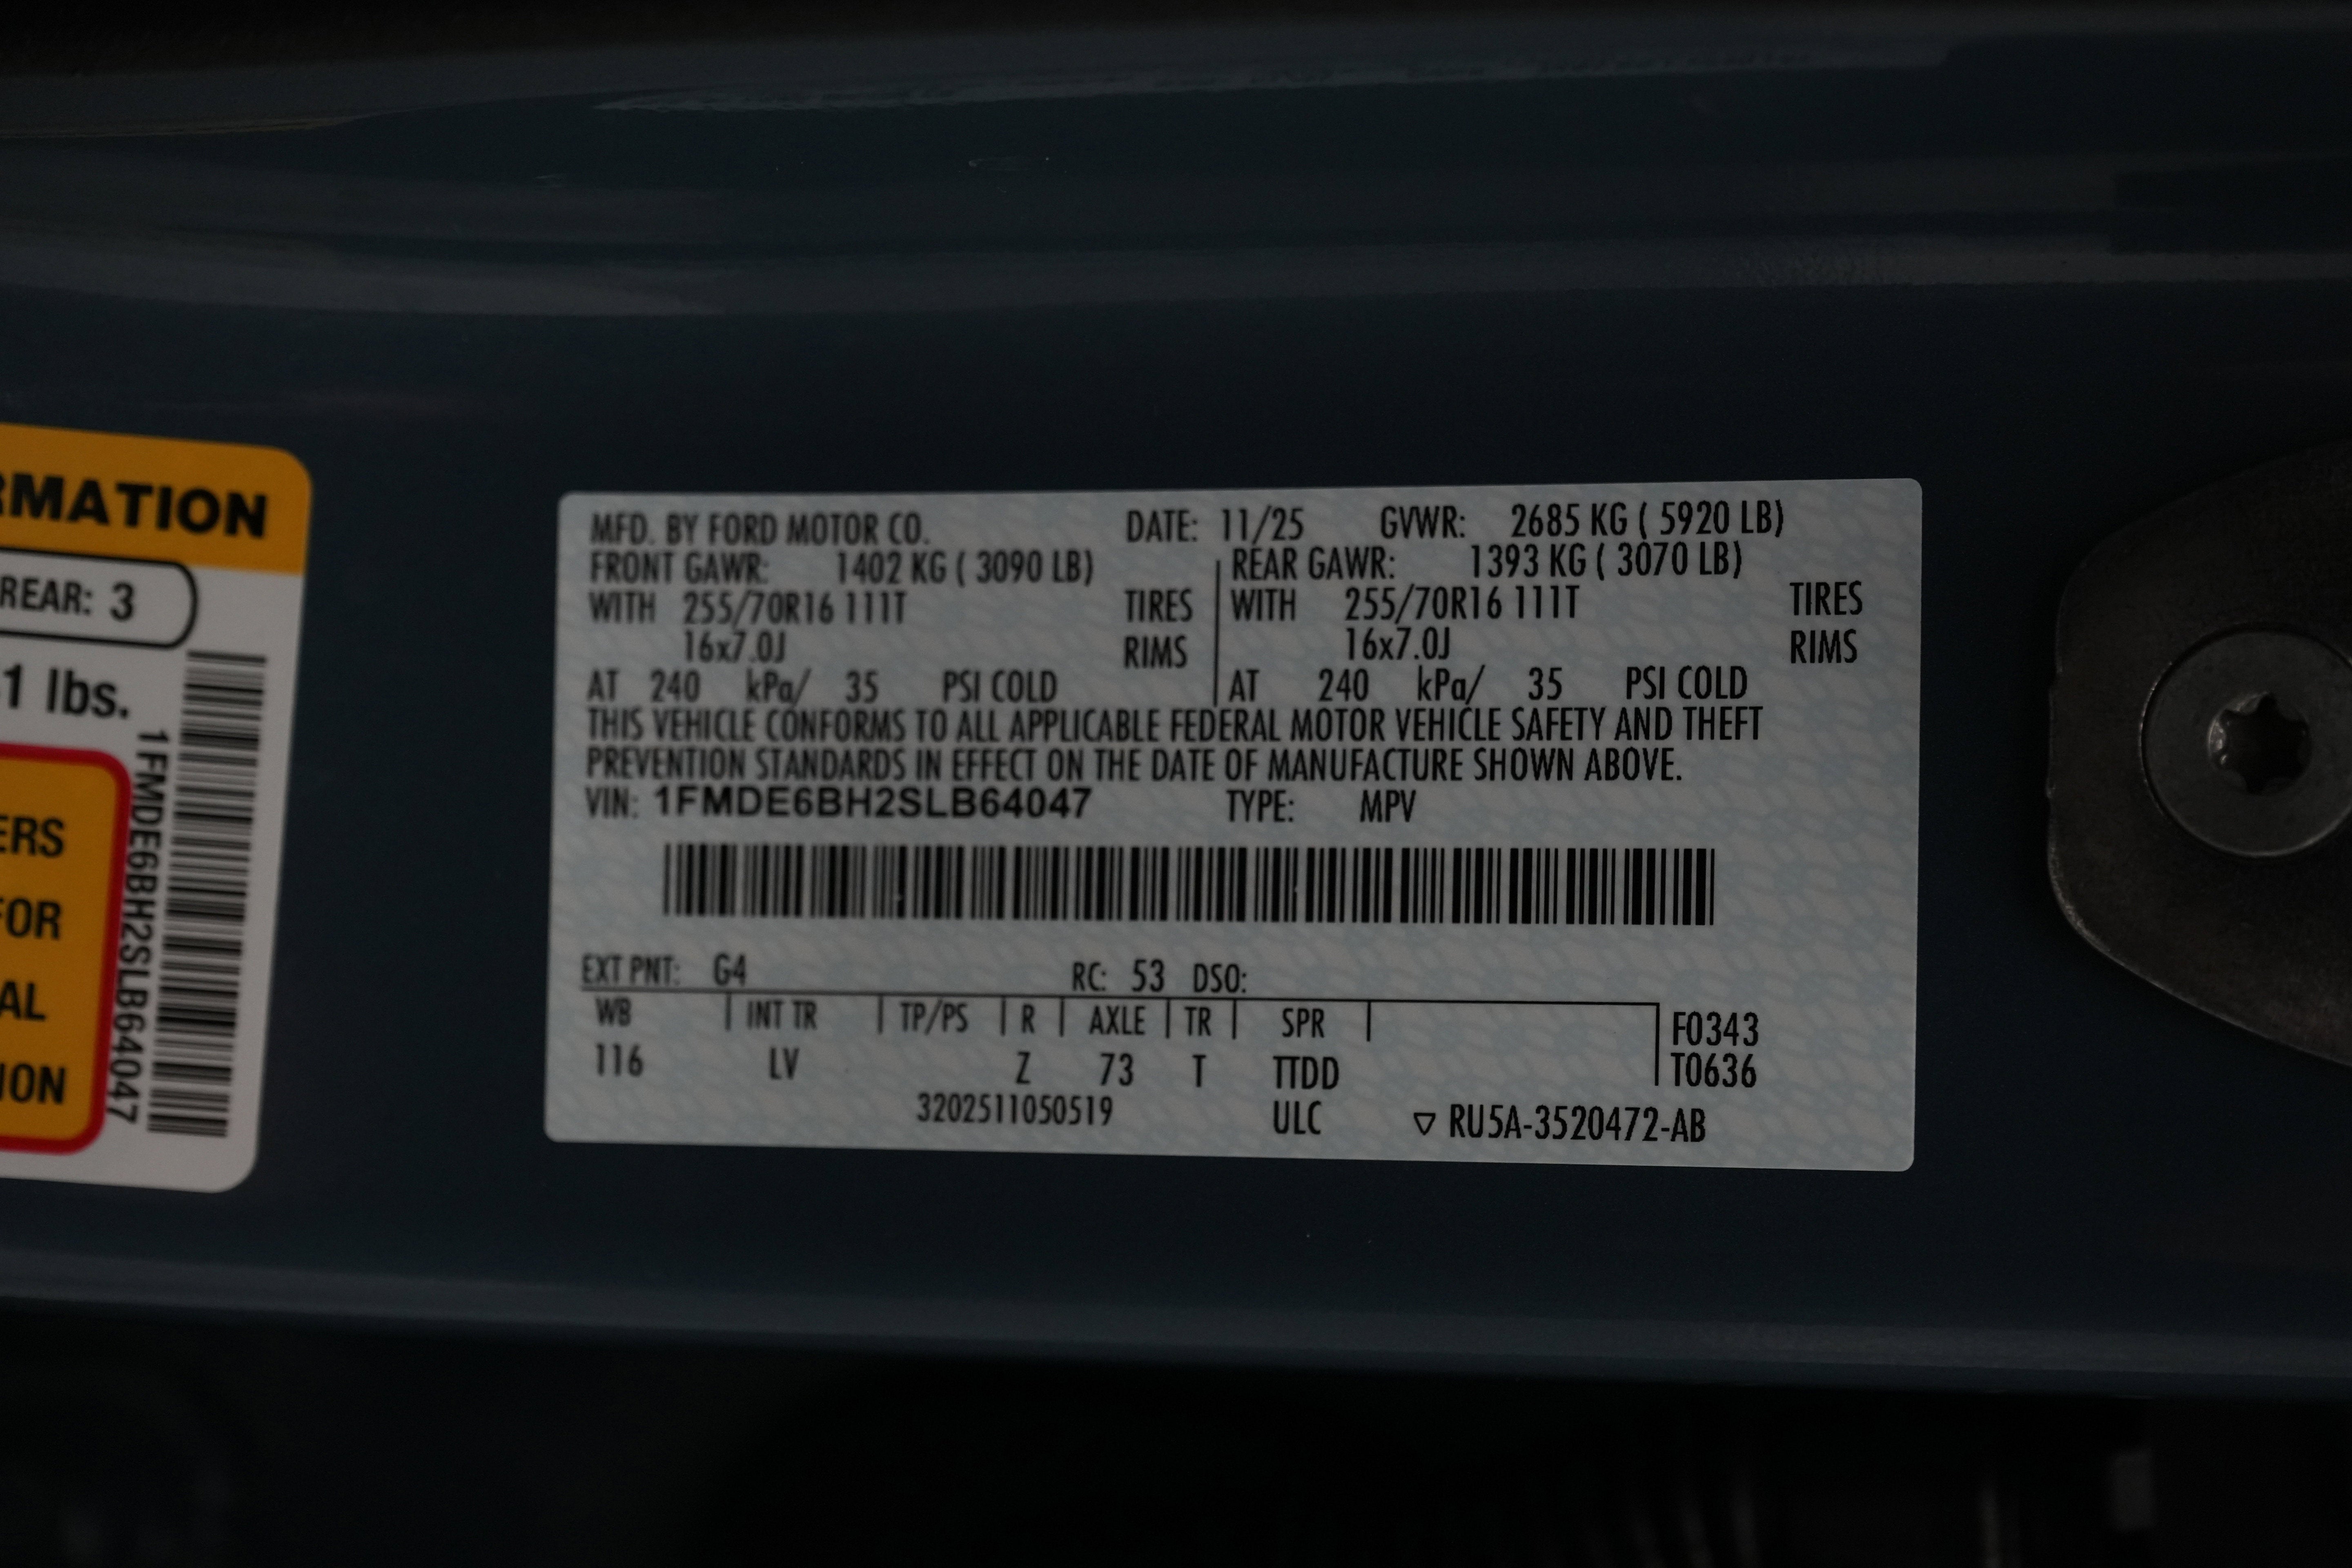 RMATION
REAR: 3
1 lbs.
ERS
FOR
AL
ION
1FMDE6BH2SLB64047
MFD. BY FORD MOTOR CO. DATE: 11/25 GVWR: 2685 KG ( 5920 LB)
FRONT GAWR: 1402 KG ( 3090 LB) REAR GAWR: 1393 KG ( 3070 LB)
WITH 255/70R16 111T TIRES WITH 255/70R16 111T TIRES
16x7.0J RIMS 16x7.0J RIMS
AT 240 kPa/ 35 PSI COLD AT 240 kPa/ 35 PSI COLD
THIS VEHICLE CONFORMS TO ALL APPLICABLE FEDERAL MOTOR VEHICLE SAFETY AND THEFT
PREVENTION STANDARDS IN EFFECT ON THE DATE OF MANUFACTURE SHOWN ABOVE.
VIN: 1FMDE6BH2SLB64047 TYPE: MPV
EXT PNT: G4 RC: 53 DSO:
WB INT TR TP/PS R AXLE TR SPR F0343
116 LV Z 73 T TTDD T0636
3202511050519 ULC ▽ RU5A-3520472-AB